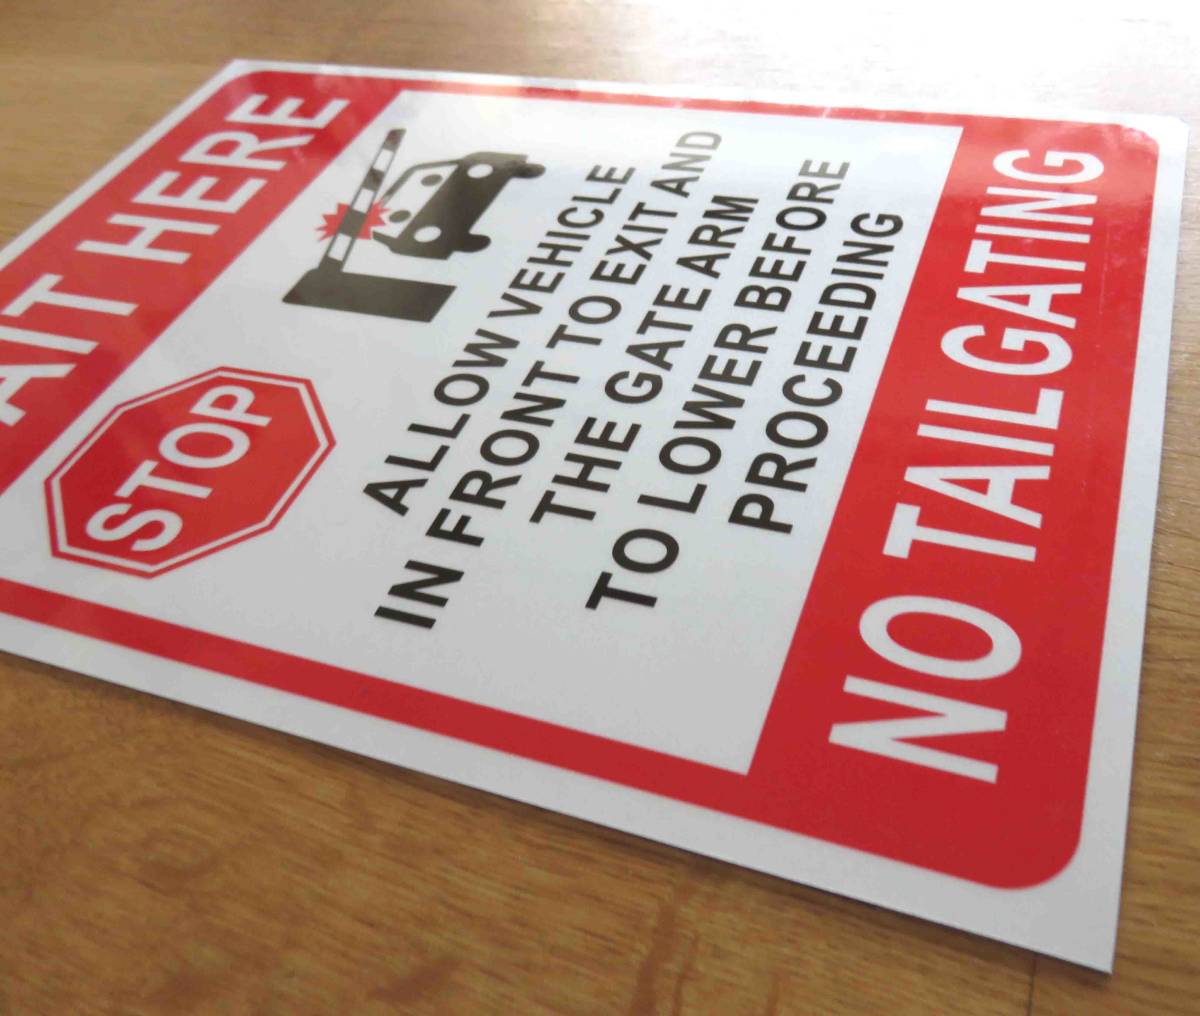 AIT HERE
STOP
ALLOW VEHICLE
IN FRONT TO EXIT AND
THE GATE ARM
TO LOWER BEFORE
PROCEEDING
NO TAILGATING